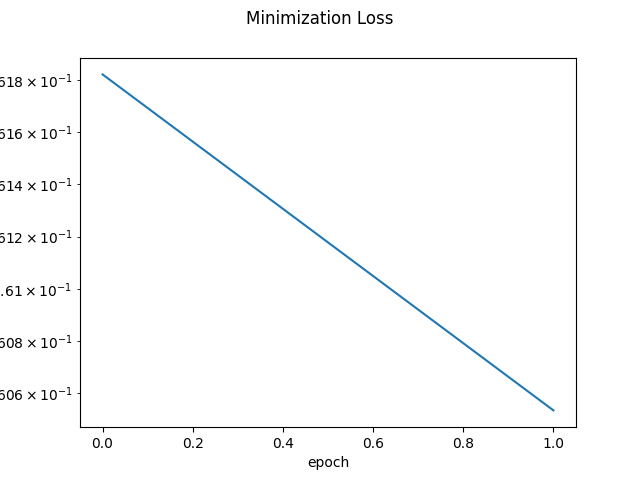 Minimization Loss
618 × 10⁻¹
616 × 10⁻¹
614 × 10⁻¹
612 × 10⁻¹
.61 × 10⁻¹
608 × 10⁻¹
606 × 10⁻¹
0.0 0.2 0.4 0.6 0.8 1.0
epoch